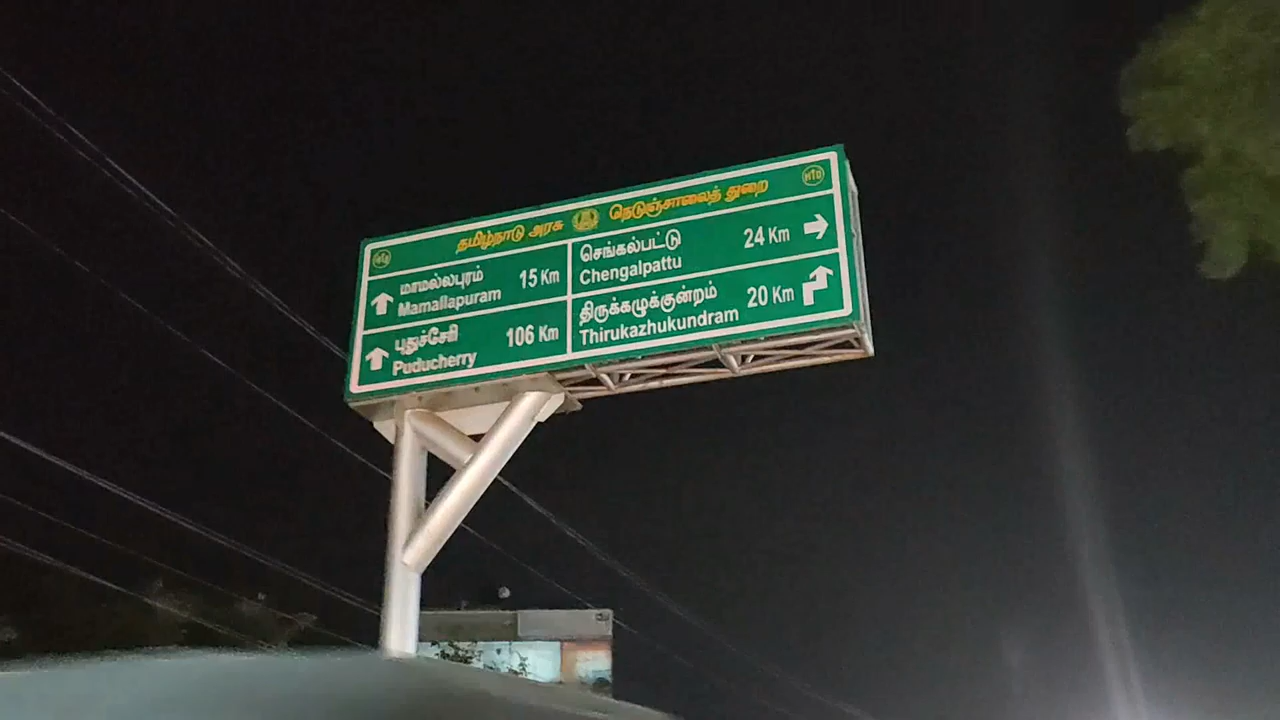 தமிழ்நாடு அரசு நெடுஞ்சாலைத் துறை HTD
மாமல்லபுரம் 15 Km
Mamallapuram
புதுச்சேரி 106 Km
Puducherry
செங்கல்பட்டு 24 Km
Chengalpattu
திருக்கழுக்குன்றம் 20 Km
Thirukazhukundram